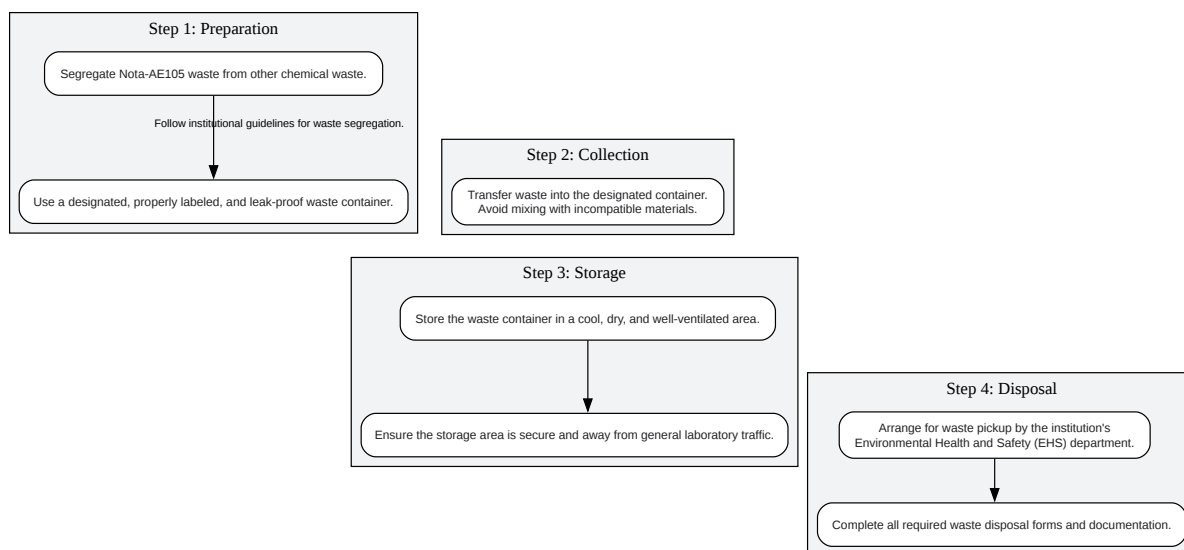 Step 1: Preparation
Segregate Nota-AE105 waste from other chemical waste.
Follow institutional guidelines for waste segregation.
Use a designated, properly labeled, and leak-proof waste container.
Step 2: Collection
Transfer waste into the designated container.
Avoid mixing with incompatible materials.
Step 3: Storage
Store the waste container in a cool, dry, and well-ventilated area.
Ensure the storage area is secure and away from general laboratory traffic.
Step 4: Disposal
Arrange for waste pickup by the institution's
Environmental Health and Safety (EHS) department.
Complete all required waste disposal forms and documentation.